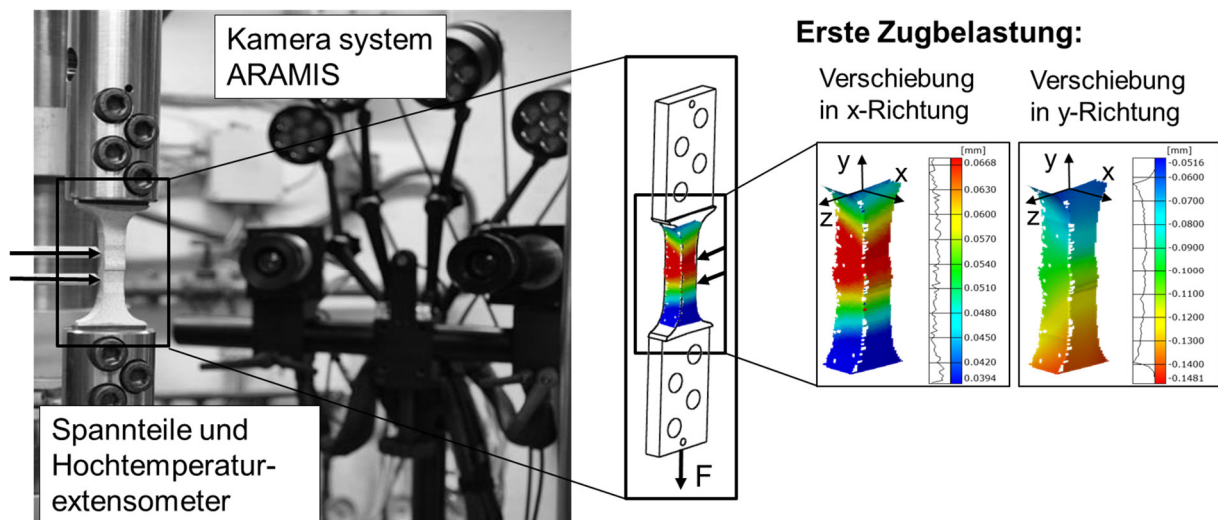 Kamera system
ARAMIS
Spannteile und
Hochtemperatur-
extensometer
F
Erste Zugbelastung:
Verschiebung
in x-Richtung
y
x
z
[mm]
0.0668
0.0630
0.0600
0.0570
0.0540
0.0510
0.0480
0.0450
0.0420
0.0394
Verschiebung
in y-Richtung
y
x
z
[mm]
-0.0516
-0.0600
-0.0700
-0.0800
-0.0900
-0.1000
-0.1100
-0.1200
-0.1300
-0.1400
-0.1481